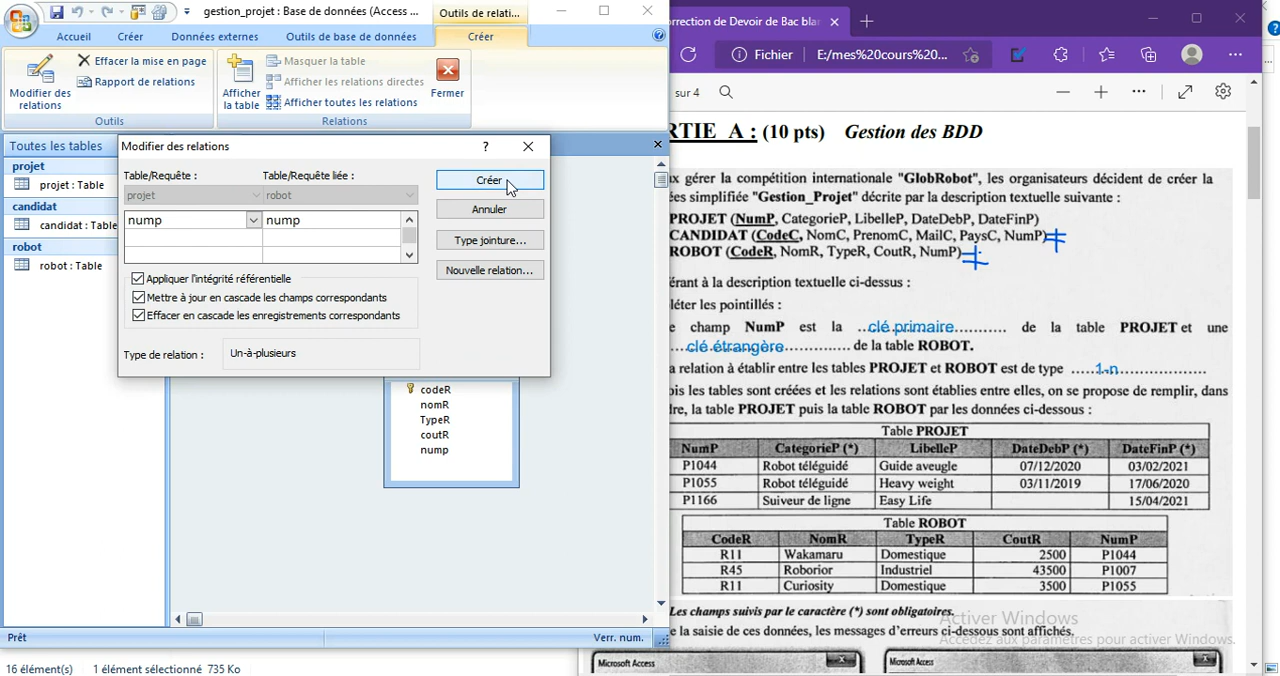 gestion_projet : Base de données (Access ...
Outils de relati...
Accueil
Créer
Données externes
Outils de base de données
Créer
Modifier des relations
Effacer la mise en page
Rapport de relations
Outils
Afficher la table
Masquer la table
Afficher les relations directes
Afficher toutes les relations
Fermer
Relations
Toutes les tables
projet
projet : Table
candidat
candidat : Table
robot
robot : Table
Modifier des relations
?
Table/Requête :
Table/Requête liée :
projet
robot
nump
nump
Créer
Annuler
Type jointure...
Nouvelle relation...
Appliquer l'intégrité référentielle
Mettre à jour en cascade les champs correspondants
Effacer en cascade les enregistrements correspondants
Type de relation :
Un-à-plusieurs
codeR
nomR
TypeR
coutR
nump
Prêt
Verr. num.
16 élément(s) 1 élément sélectionné 735 Ko
orrection de Devoir de Bac blan
Fichier
E:/mes%20cours%20...
sur 4
RTIE A : (10 pts) Gestion des BDD
x gérer la compétition internationale "GlobRobot", les organisateurs décident de créer la
ées simplifiée "Gestion_Projet" décrite par la description textuelle suivante :
PROJET (NumP, CategorieP, LibelleP, DateDebP, DateFinP)
CANDIDAT (CodeC, NomC, PrenomC, MailC, PaysC, NumP)#
ROBOT (CodeR, NomR, TypeR, CoutR, NumP)#
érant à la description textuelle ci-dessus :
léter les pointillés :
e champ NumP est la ...clé primaire............ de la table PROJET et une
....clé étrangère............... de la table ROBOT.
a relation à établir entre les tables PROJET et ROBOT est de type .....1-n...................
ois les tables sont créées et les relations sont établies entre elles, on se propose de remplir, dans
dre, la table PROJET puis la table ROBOT par les données ci-dessous :
Table PROJET
NumP CategorieP (*) LibelleP DateDebP (*) DateFinP (*)
P1044 Robot téléguidé Guide aveugle 07/12/2020 03/02/2021
P1055 Robot téléguidé Heavy weight 03/11/2019 17/06/2020
P1166 Suiveur de ligne Easy Life 15/04/2021
Table ROBOT
CodeR NomR TypeR CoutR NumP
R11 Wakamaru Domestique 2500 P1044
R45 Roborior Industriel 43500 P1007
R11 Curiosity Domestique 3500 P1055
Les champs suivis par le caractère (*) sont obligatoires.
e la saisie de ces données, les messages d'erreurs ci-dessous sont affichés.
Activer Windows
Accédez aux paramètres pour activer Windows.
Microsoft Access
Microsoft Access